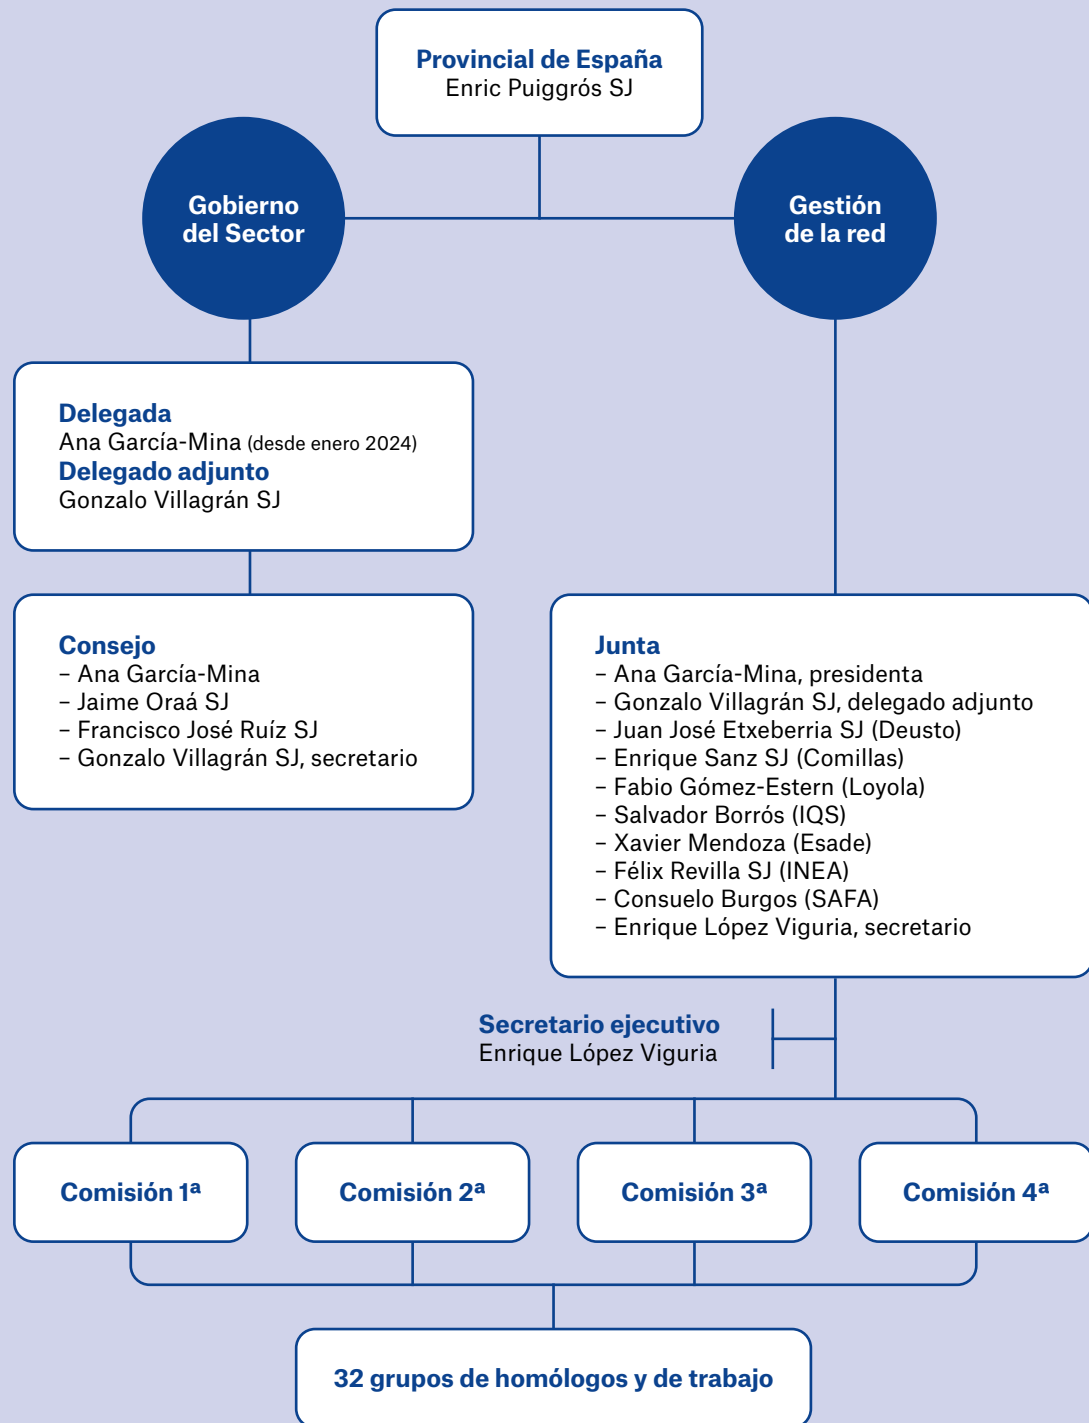 Provincial de España
Enric Puiggrós SJ
Gobierno
del Sector
Gestión
de la red
Delegada
Ana García-Mina (desde enero 2024)
Delegado adjunto
Gonzalo Villagrán SJ
Consejo
– Ana García-Mina
– Jaime Oraá SJ
– Francisco José Ruíz SJ
– Gonzalo Villagrán SJ, secretario
Junta
– Ana García-Mina, presidenta
– Gonzalo Villagrán SJ, delegado adjunto
– Juan José Etxeberria SJ (Deusto)
– Enrique Sanz SJ (Comillas)
– Fabio Gómez-Estern (Loyola)
– Salvador Borrós (IQS)
– Xavier Mendoza (Esade)
– Félix Revilla SJ (INEA)
– Consuelo Burgos (SAFA)
– Enrique López Viguria, secretario
Secretario ejecutivo
Enrique López Viguria
Comisión 1ª
Comisión 2ª
Comisión 3ª
Comisión 4ª
32 grupos de homólogos y de trabajo